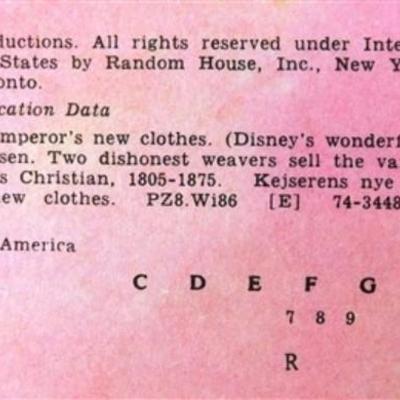 ductions. All rights reserved under Inte
States by Random House, Inc., New Y
onto.
cation Data
mperor's new clothes. (Disney's wonderf
sen. Two dishonest weavers sell the va
s Christian, 1805-1875. Kejserens nye
new clothes. PZ8.Wi86 [E] 74-3448
America
C D E F G
7 8 9
R